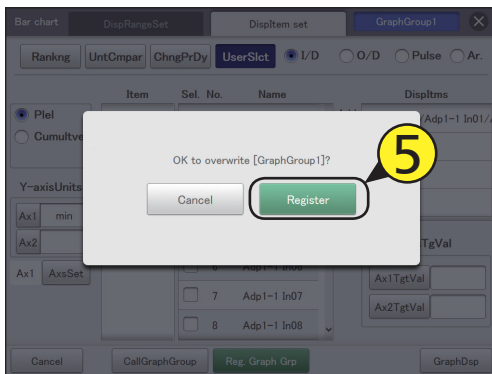 Bar chart DispRangeSet DispItem set GraphGroup1
Rankng UntCmpar ChngPrDy UserSlct I/D O/D Pulse Ar.
Item Sel. No. Name DispItms
Plel /Adp1-1 In01/
Cumultve
OK to overwrite [GraphGroup1]?
5
Y-axisUnits
Cancel Register
Ax1 min
Ax2 TgVal
Ax1 AxsSet 6 Adp1-1 In06 Ax1TgtVal
7 Adp1-1 In07 Ax2TgtVal
8 Adp1-1 In08
Cancel CallGraphGroup Reg. Graph Grp GraphDsp